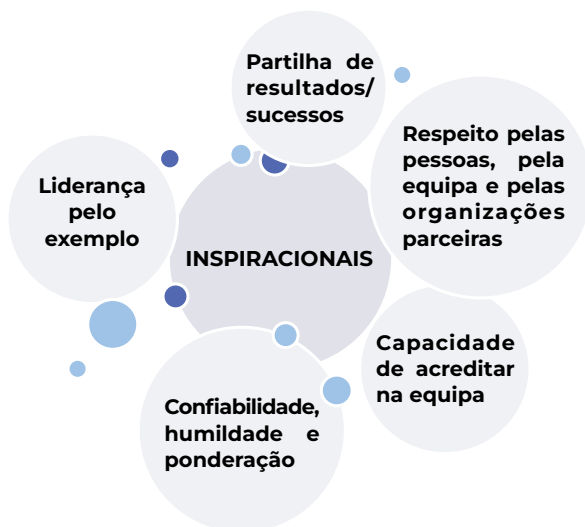 Partilha de
resultados/
sucessos
Respeito pelas
pessoas, pela
equipa e pelas
organizações
parceiras
Liderança
pelo
exemplo
INSPIRACIONAIS
Capacidade
de acreditar
na equipa
Confiabilidade,
humildade e
ponderação